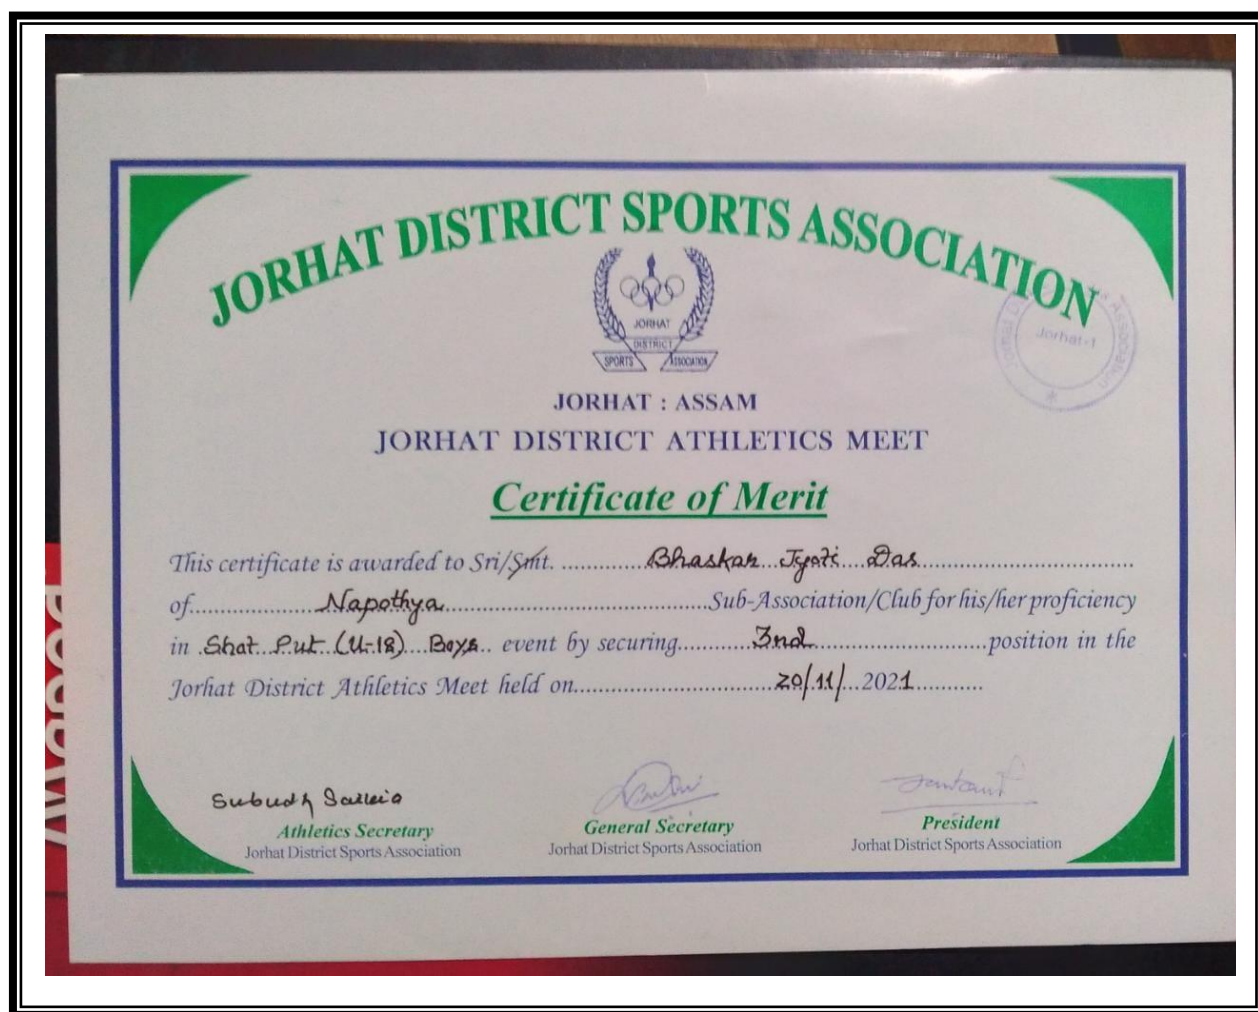 JORHAT DISTRICT SPORTS ASSOCIATION
JORHAT
DISTRICT
SPORTS ASSOCIATION
Jorhat-1
Association
JORHAT : ASSAM
JORHAT DISTRICT ATHLETICS MEET
Certificate of Merit
This certificate is awarded to Sri/Smt. .............Bhaskar Jyoti Das..............................
of....................Napothya.....................................Sub-Association/Club for his/her proficiency
in .Shot..Put..(U-18)...Boys.. event by securing............3nd............................position in the
Jorhat District Athletics Meet held on...............................20/11/...2021............
Subudh Saikia
Athletics Secretary
Jorhat District Sports Association
General Secretary
Jorhat District Sports Association
President
Jorhat District Sports Association